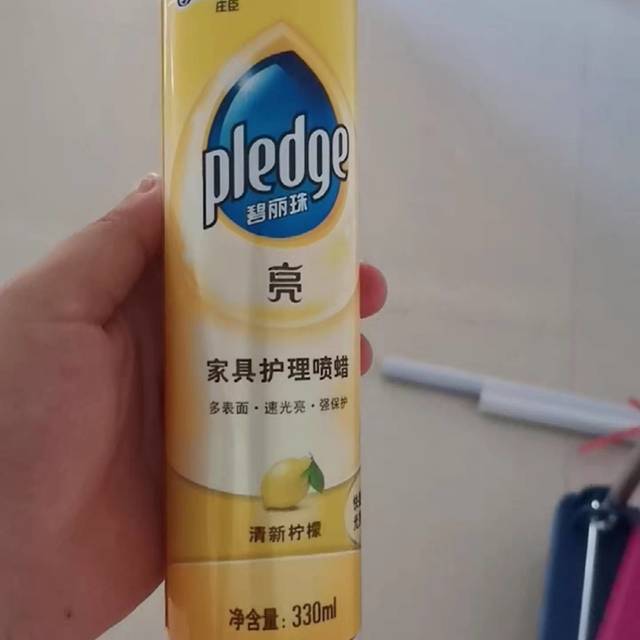 庄臣
pledge
碧丽珠
亮
家具护理喷蜡
多表面·速光亮·强保护
清新柠檬
净含量: 330ml